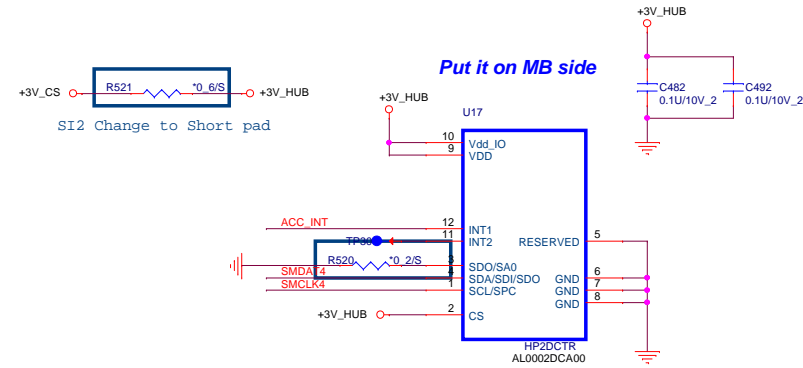 +3V_HUB
R521
*0_6/S
+3V_CS
+3V_HUB
SI2 Change to Short pad
Put it on MB side
C482
0.1U/10V_2
C492
0.1U/10V_2
+3V_HUB
U17
10
Vdd_IO
9
VDD
ACC_INT
12
INT1
11
INT2
RESERVED
5
R520
*0_2/S
3
SDO/SA0
SMDAT4
4
SDA/SDI/SDO
GND
6
SMCLK4
1
SCL/SPC
GND
7
GND
8
+3V_HUB
2
CS
HP2DCTR
AL0002DCA00